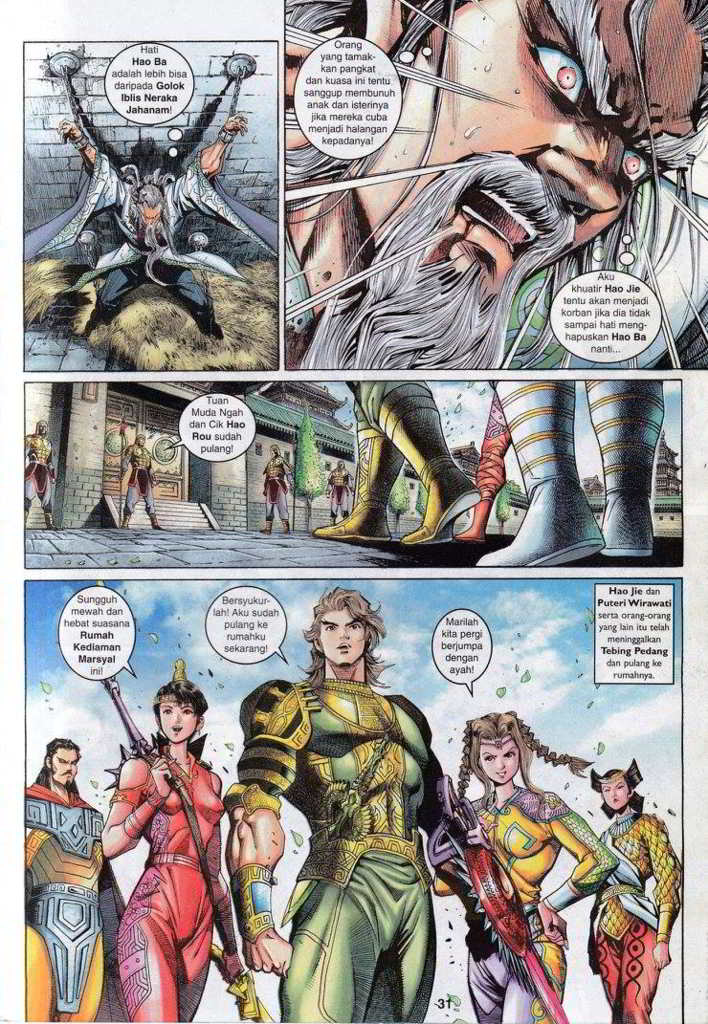 Hati
Hao Ba
adalah lebih bisa
daripada Golok
Iblis Neraka
Jahanam!
Orang
yang tamak-
kan pangkat
dan kuasa ini tentu
sanggup membunuh
anak dan isterinya
jika mereka cuba
menjadi halangan
kepadanya!
Aku
khuatir Hao Jie
tentu akan menjadi
korban jika dia tidak
sampai hati meng-
hapuskan Hao Ba
nanti...
Tuan
Muda Ngah
dan Cik Hao
Rou sudah
pulang!
Sungguh
mewah dan
hebat suasana
Rumah
Kediaman
Marsyal
ini!
Bersyukur-
lah! Aku sudah
pulang ke
rumahku
sekarang!
Marilah
kita pergi
berjumpa
dengan
ayah!
Hao Jie dan
Puteri Wirawati
serta orang-orang
yang lain itu telah
meninggalkan
Tebing Pedang
dan pulang ke
rumahnya.
31